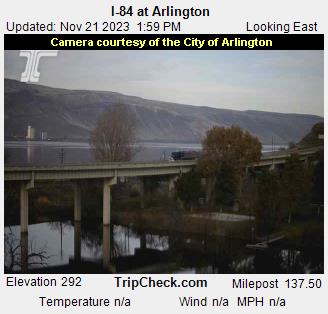 I-84 at Arlington
Updated: Nov 21 2023 1:59 PM Looking East
Camera courtesy of the City of Arlington
Elevation 292 TripCheck.com Milepost 137.50
Temperature n/a Wind n/a MPH n/a